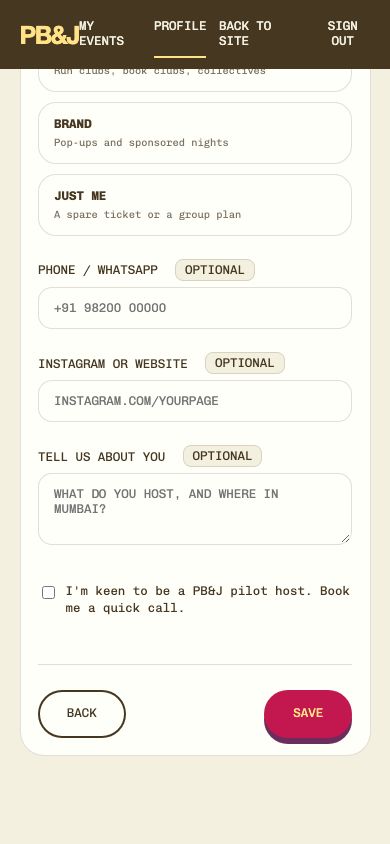 PB&J
MY EVENTS
PROFILE
BACK TO SITE
SIGN OUT
Run clubs, book clubs, collectives
BRAND
Pop-ups and sponsored nights
JUST ME
A spare ticket or a group plan
PHONE / WHATSAPP OPTIONAL
+91 98200 00000
INSTAGRAM OR WEBSITE OPTIONAL
INSTAGRAM.COM/YOURPAGE
TELL US ABOUT YOU OPTIONAL
WHAT DO YOU HOST, AND WHERE IN
MUMBAI?
I'm keen to be a PB&J pilot host. Book
me a quick call.
BACK
SAVE